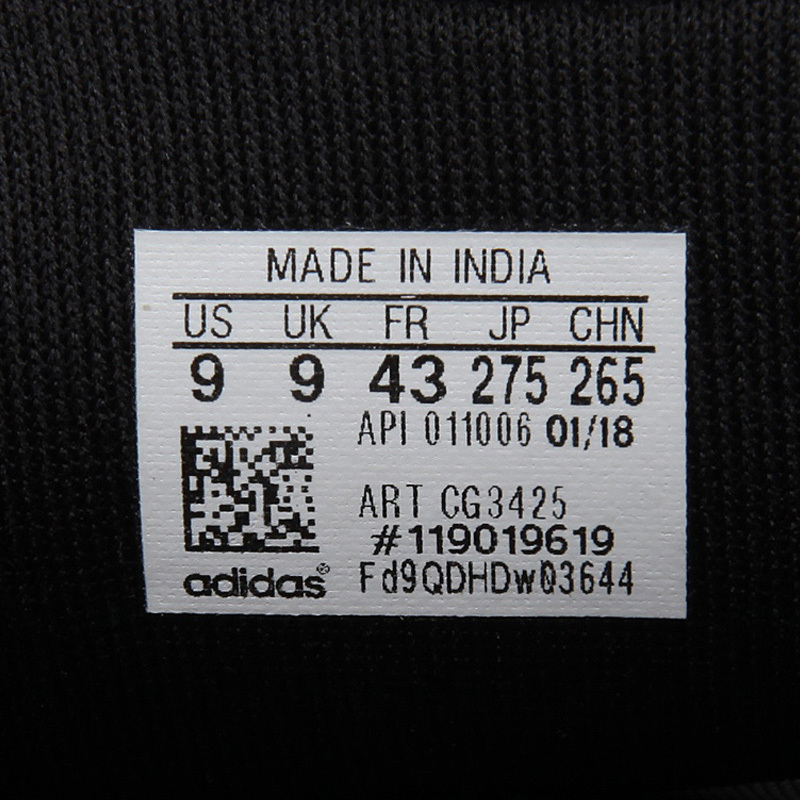 MADE IN INDIA
US UK FR JP CHN
9 9 43 275 265
API 011006 01/18
ART CG3425
#119019619
adidas® Fd9QDHDw03644